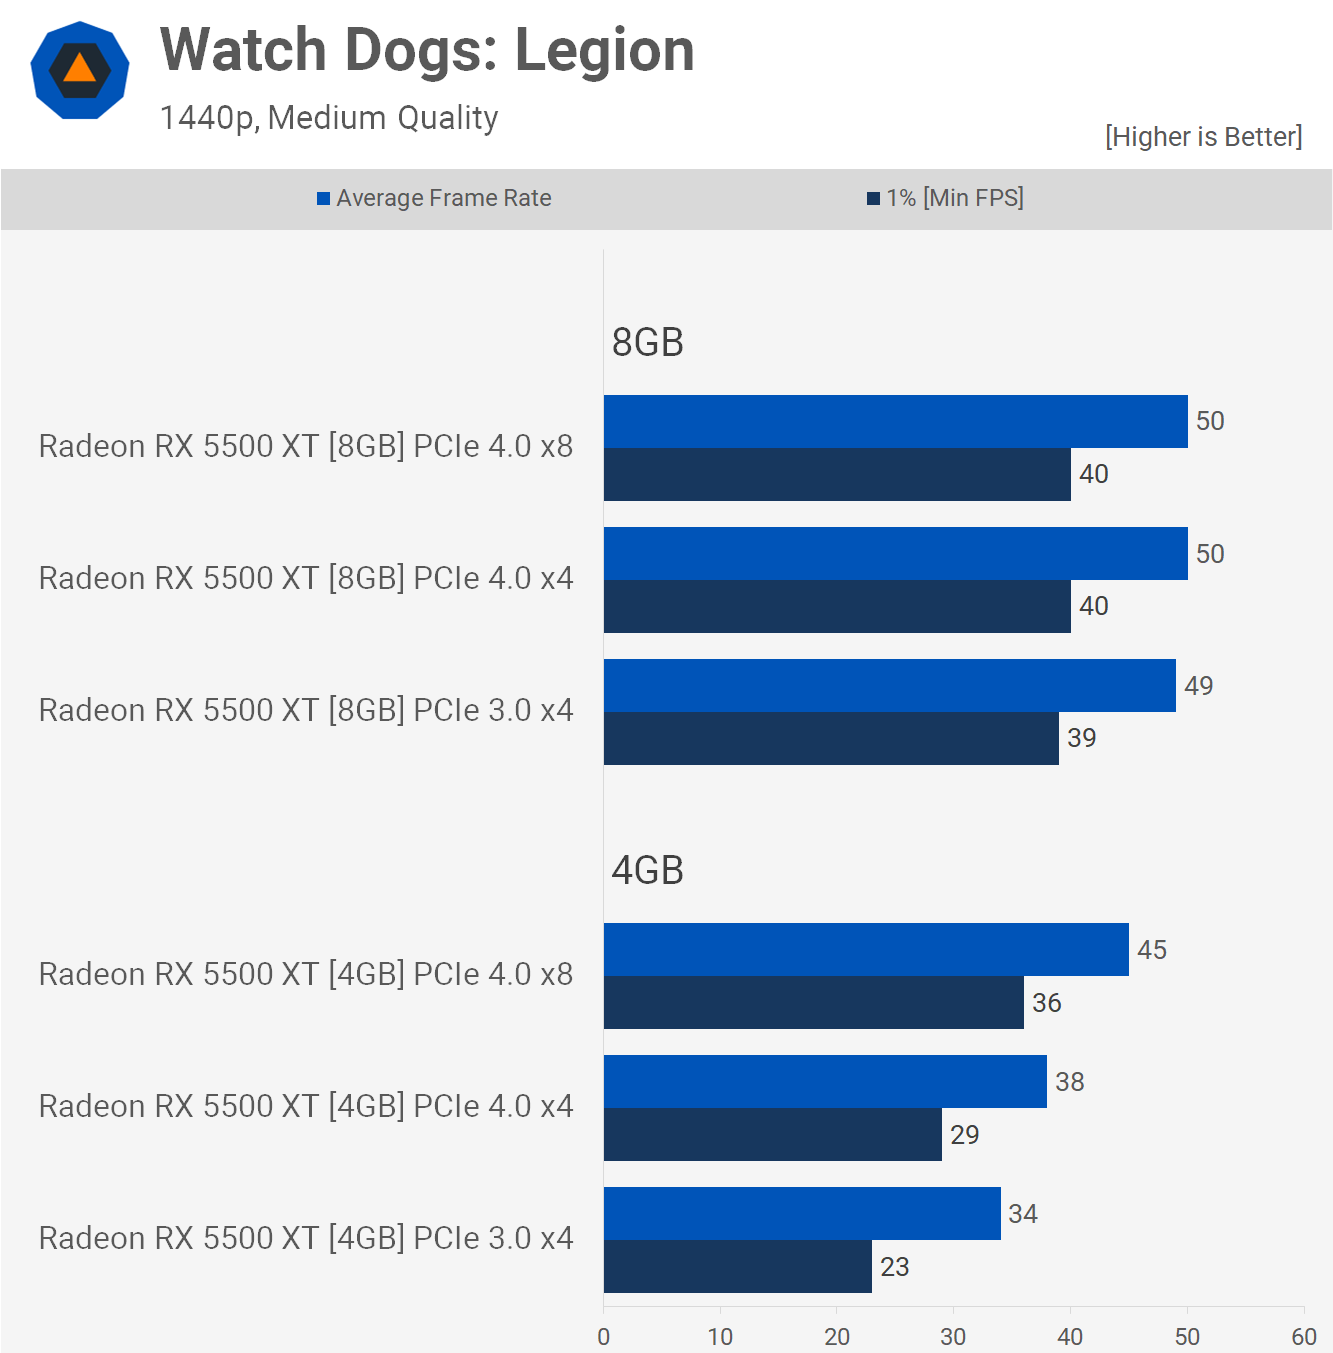 Watch Dogs: Legion
1440p, Medium Quality
[Higher is Better]
Average Frame Rate
1% [Min FPS]
8GB
Radeon RX 5500 XT [8GB] PCIe 4.0 x8
50
40
Radeon RX 5500 XT [8GB] PCIe 4.0 x4
50
40
Radeon RX 5500 XT [8GB] PCIe 3.0 x4
49
39
4GB
Radeon RX 5500 XT [4GB] PCIe 4.0 x8
45
36
Radeon RX 5500 XT [4GB] PCIe 4.0 x4
38
29
Radeon RX 5500 XT [4GB] PCIe 3.0 x4
34
23
0 10 20 30 40 50 60